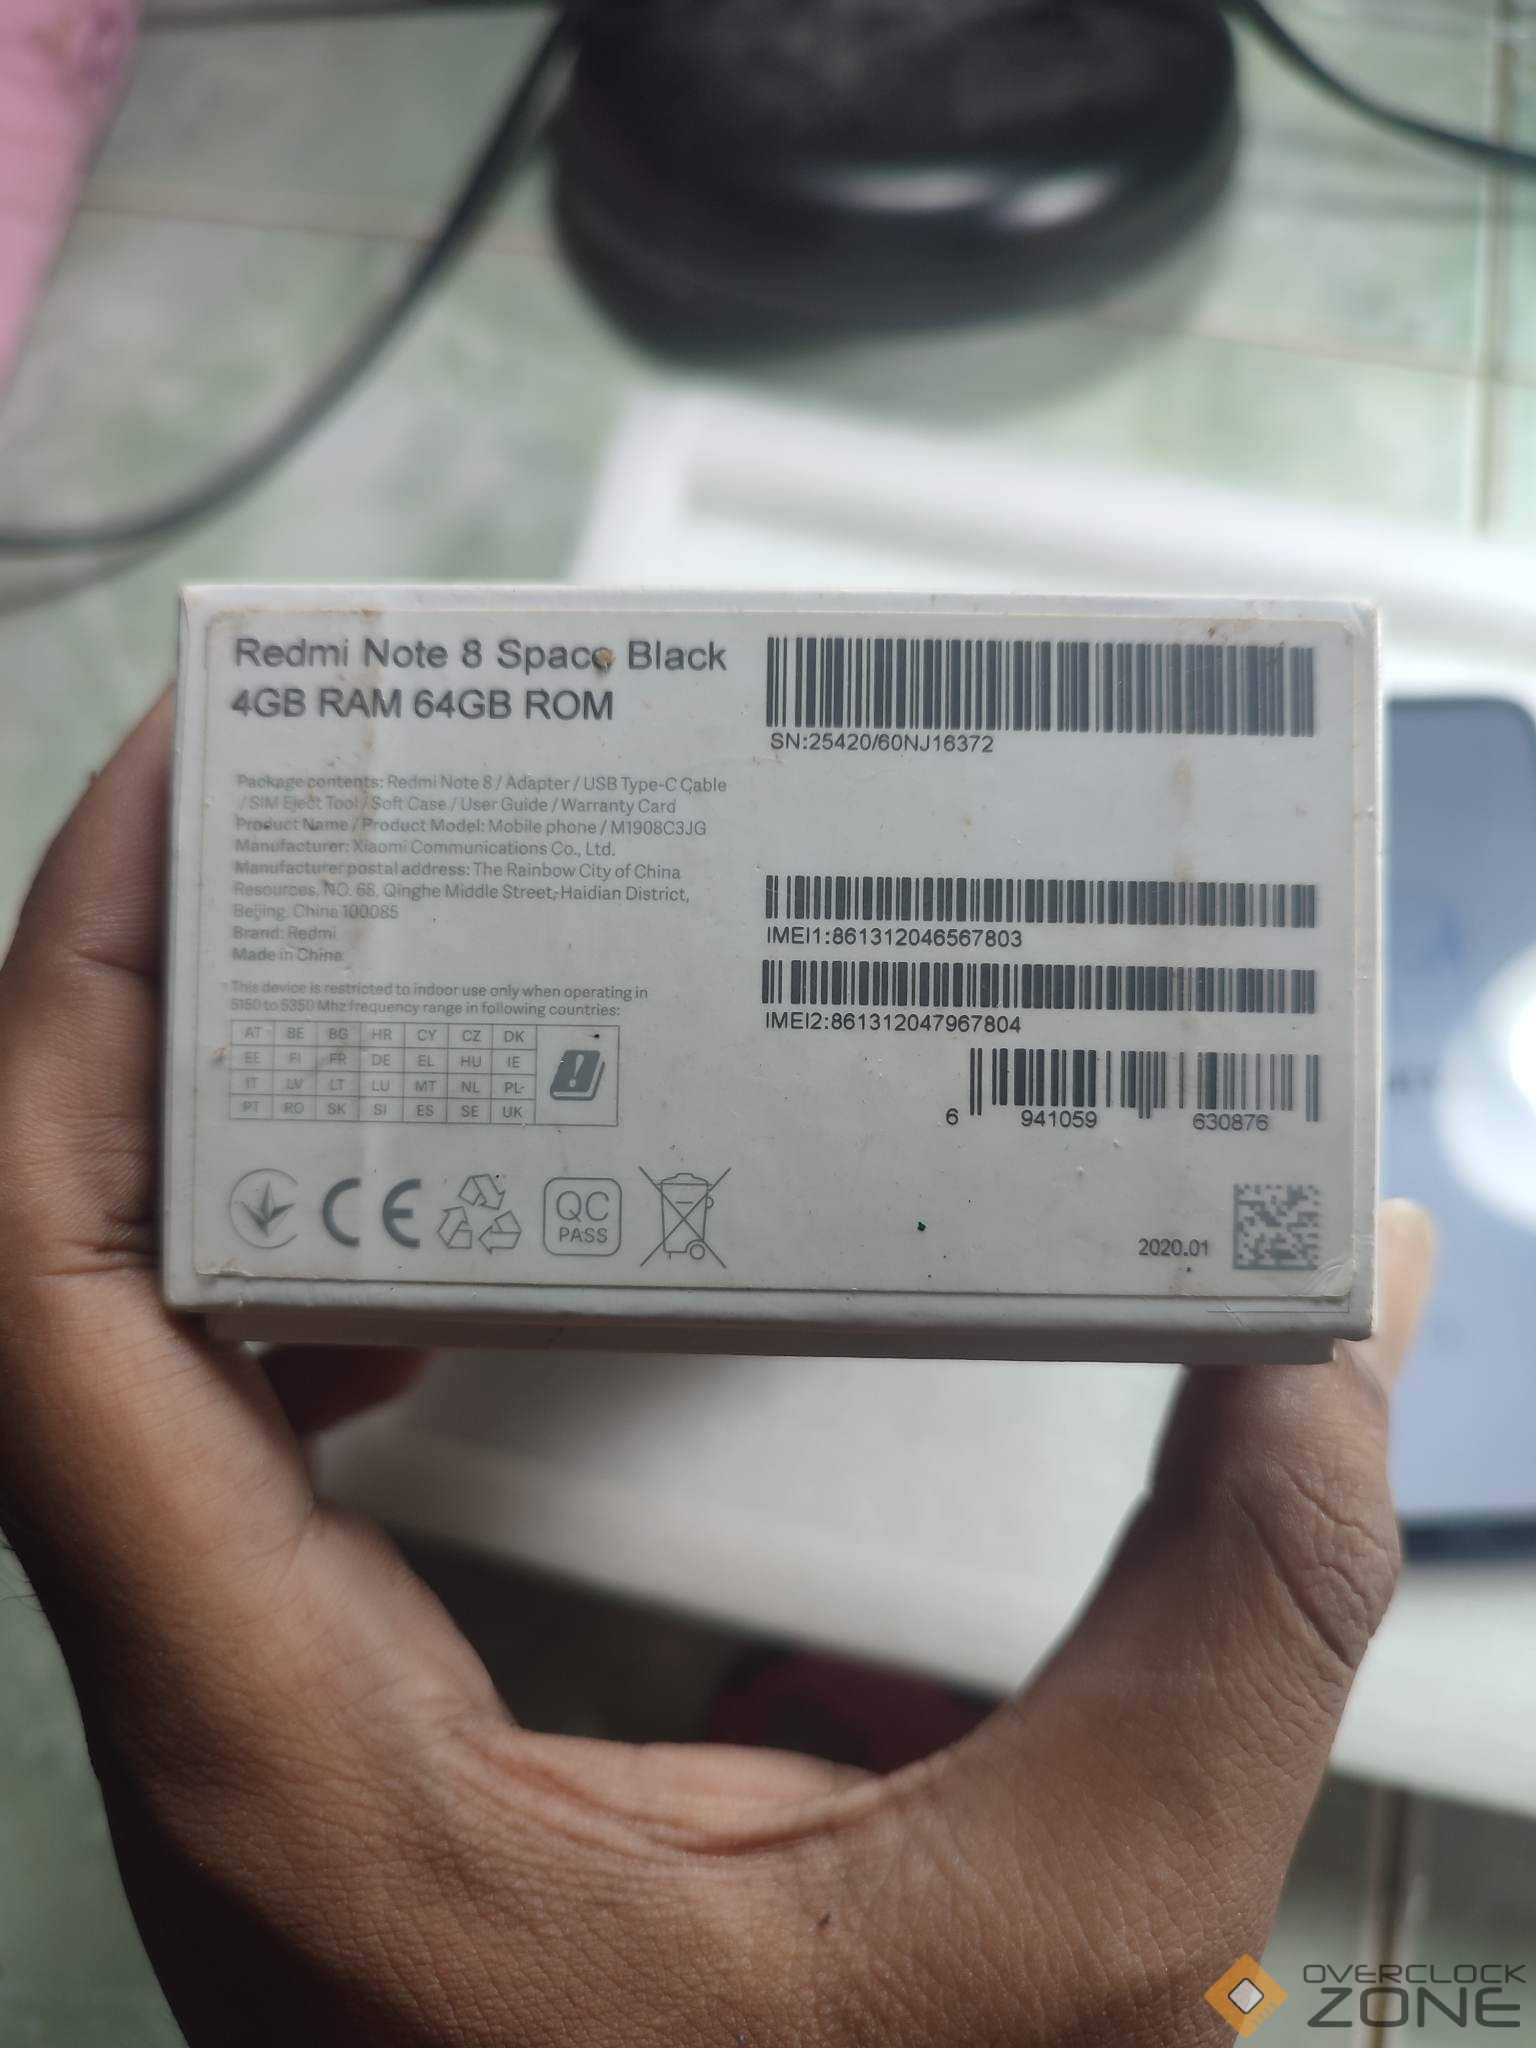 Redmi Note 8 Space Black
4GB RAM 64GB ROM
SN:25420/60NJ16372
Package contents: Redmi Note 8 / Adapter / USB Type-C Cable
/ SIM Eject Tool / Soft Case / User Guide / Warranty Card
Product Name / Product Model: Mobile phone / M1908C3JG
Manufacturer: Xiaomi Communications Co., Ltd.
Manufacturer postal address: The Rainbow City of China
Resources, NO. 68, Qinghe Middle Street, Haidian District,
Beijing, China 100085
Brand: Redmi
Made in China
IMEI1:861312046567803
IMEI2:861312047967804
This device is restricted to indoor use only when operating in
5150 to 5350 Mhz frequency range in following countries:
AT BE BG HR CY CZ DK
EE FI FR DE EL HU IE
IT LV LT LU MT NL PL
PT RO SK SI ES SE UK
6 941059 630876
CE
QC
PASS
2020.01
OVERCLOCK
ZONE